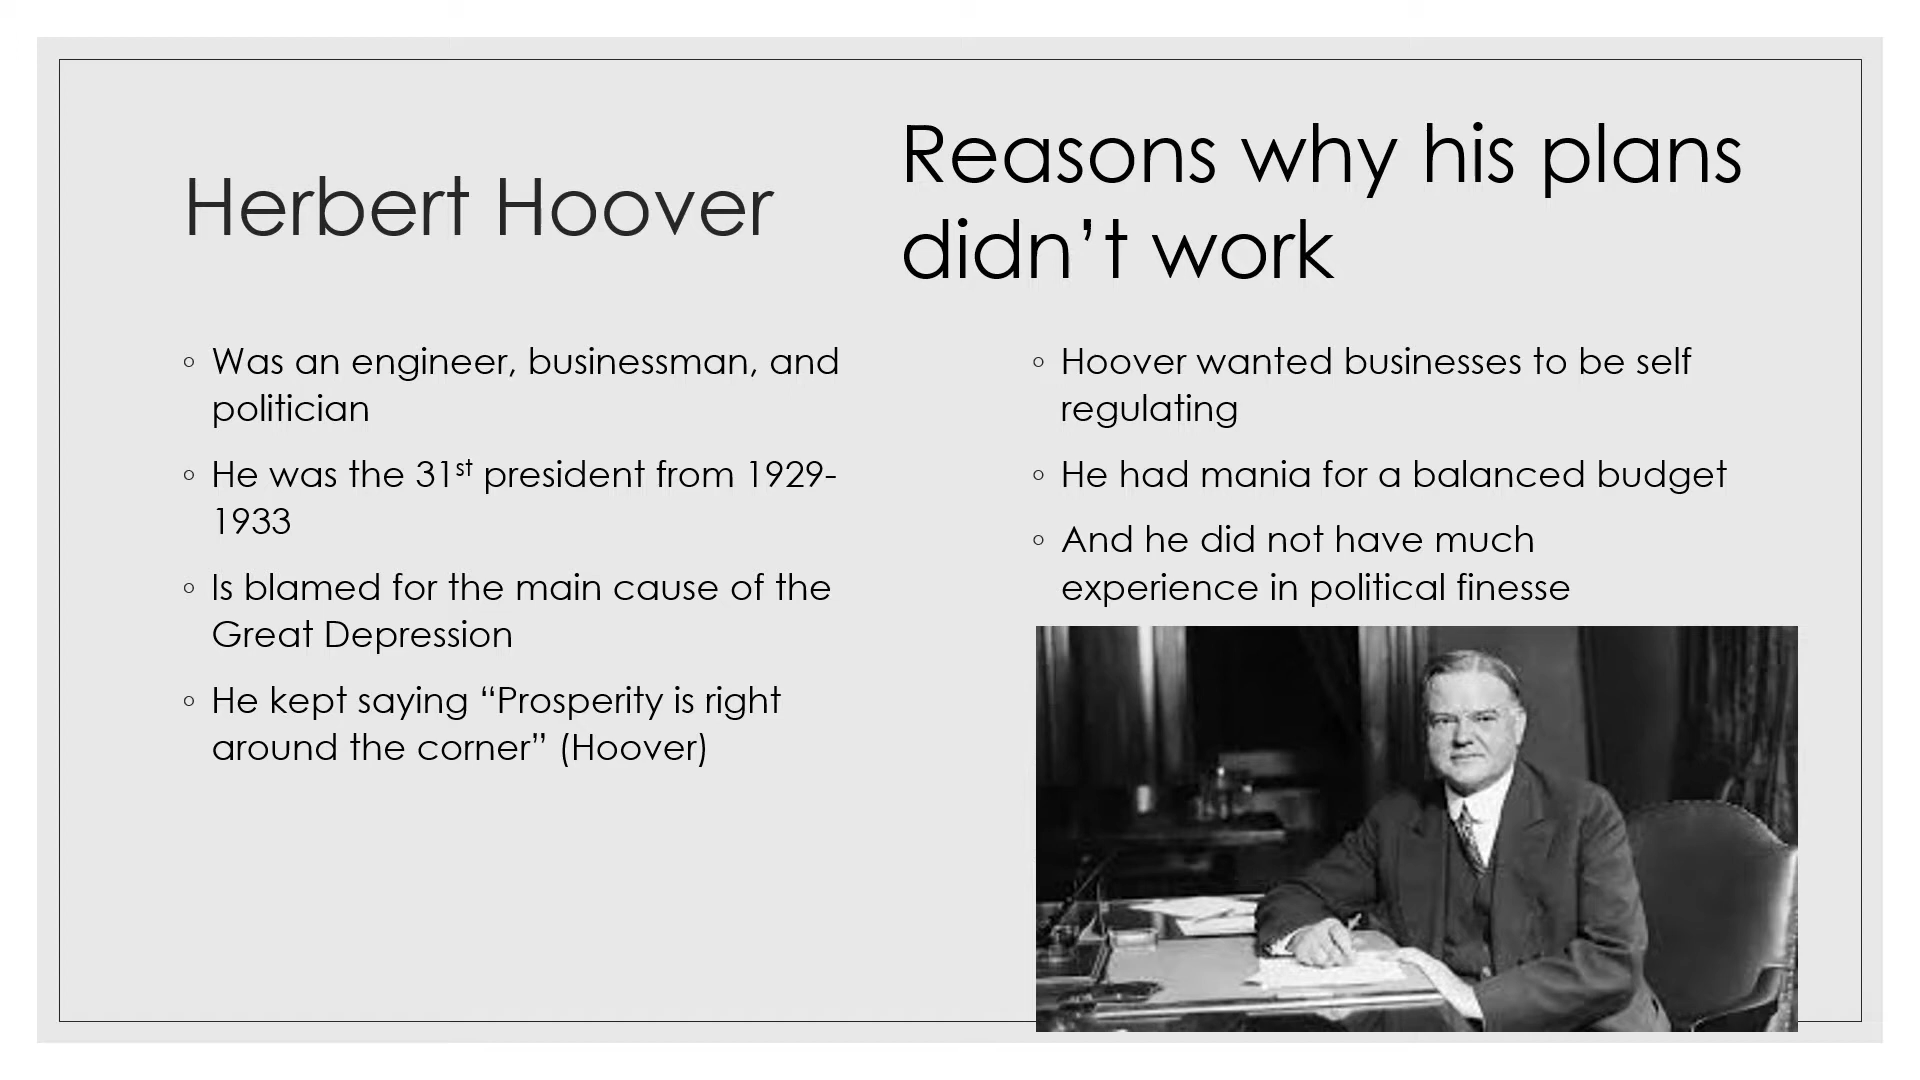 Herbert Hoover
◦ Was an engineer, businessman, and
politician
◦ He was the 31st president from 1929-
1933
◦ Is blamed for the main cause of the
Great Depression
◦ He kept saying “Prosperity is right
around the corner” (Hoover)
Reasons why his plans
didn’t work
◦ Hoover wanted businesses to be self
regulating
◦ He had mania for a balanced budget
◦ And he did not have much
experience in political finesse